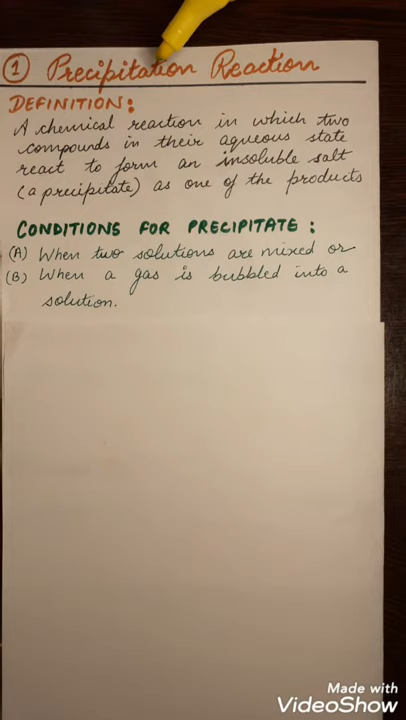 ① Precipitation Reaction
DEFINITION:
A chemical reaction in which two
compounds in their aqueous state
react to form an insoluble salt
(a precipitate) as one of the products
CONDITIONS FOR PRECIPITATE :
(A) When two solutions are mixed or
(B) When a gas is bubbled into a
solution.
Made with
VideoShow